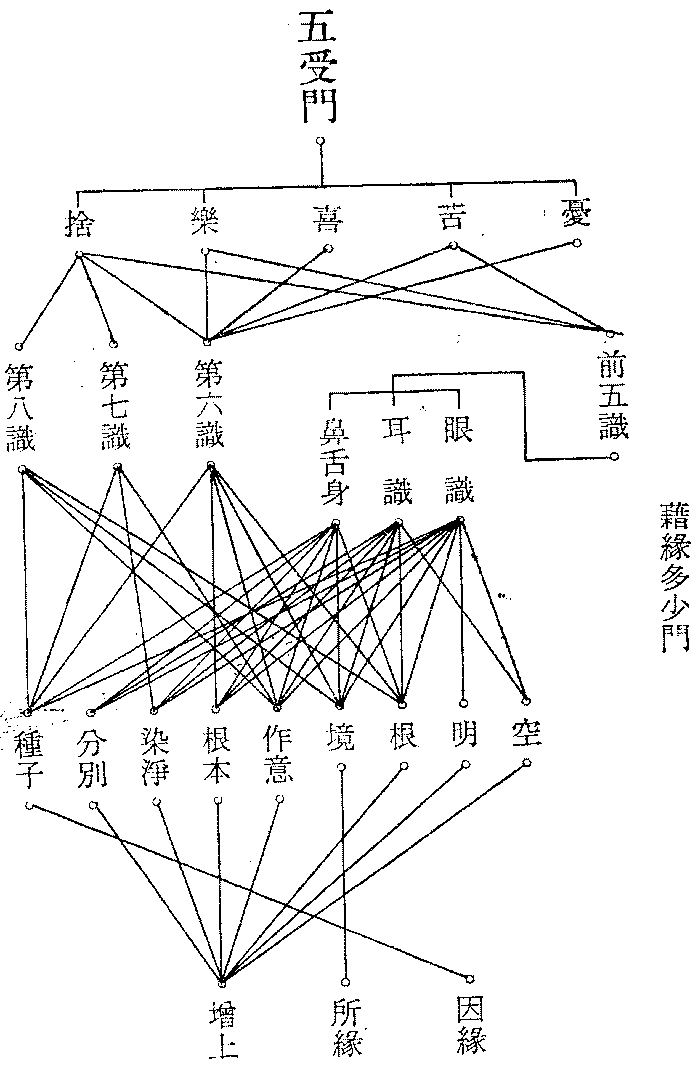 五受門
憂
苦
喜
樂
捨
前五識
第六識
第七識
第八識
眼識
耳識
鼻舌身
藉緣多少門
空
明
根
境
作意
根本
染淨
分別
種子
因緣
所緣
增上